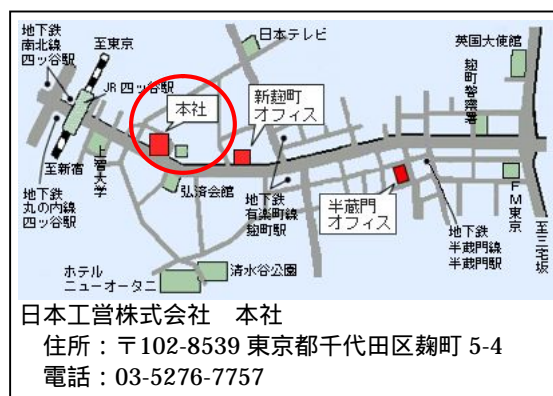 地下鉄
南北線
四ッ谷駅
至東京
JR 四ッ谷駅
日本テレビ
英国大使館
麹町警察署
本社
新麹町
オフィス
至新宿
上智大学
地下鉄
丸の内線
四ッ谷駅
弘済会館
地下鉄
有楽町線
麹町駅
半蔵門
オフィス
地下鉄
半蔵門線
半蔵門駅
FM東京
至三宅坂
ホテル
ニューオータニ
清水谷公園
日本工営株式会社 本社
住所：〒102-8539 東京都千代田区麹町 5-4
電話：03-5276-7757